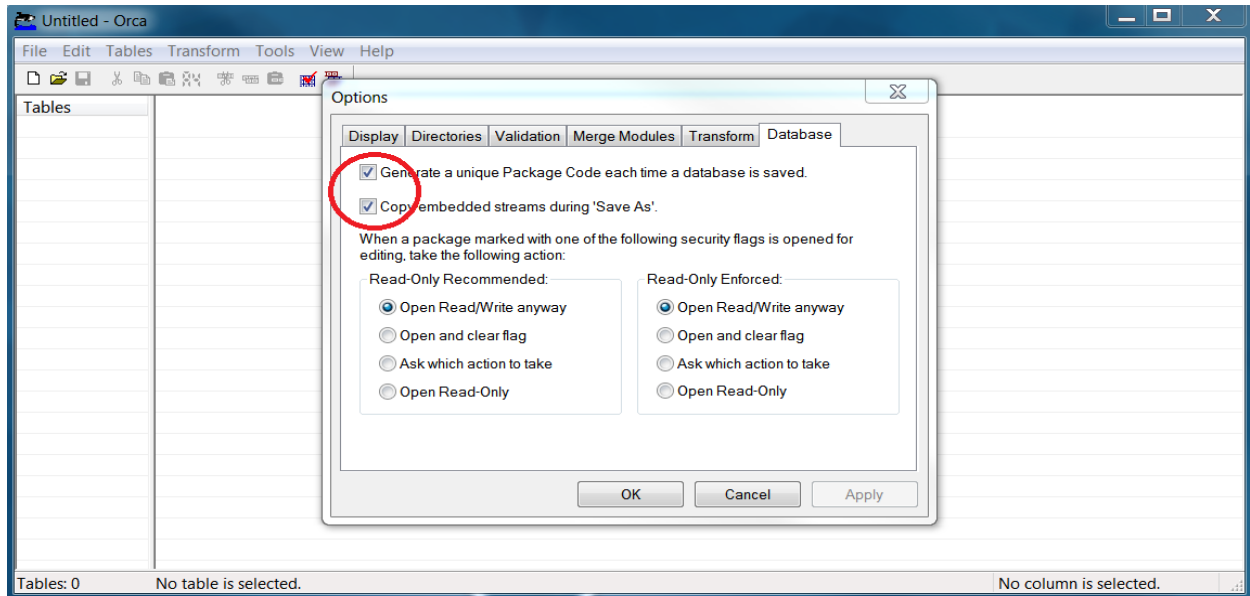 Untitled - Orca
File Edit Tables Transform Tools View Help
Tables
Options
Display Directories Validation Merge Modules Transform Database
Generate a unique Package Code each time a database is saved.
Copy embedded streams during 'Save As'.
When a package marked with one of the following security flags is opened for
editing, take the following action:
Read-Only Recommended: Read-Only Enforced:
Open Read/Write anyway Open Read/Write anyway
Open and clear flag Open and clear flag
Ask which action to take Ask which action to take
Open Read-Only Open Read-Only
OK Cancel Apply
Tables: 0 No table is selected. No column is selected.